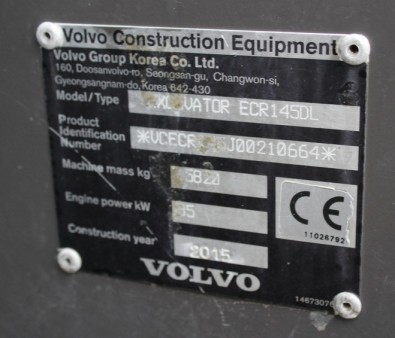 Volvo Construction Equipment
Volvo Group Korea Co. Ltd.
160, Doosanvolvo-ro, Seongsan-gu, Changwon-si,
Gyeongsangnam-do, Korea 642-430
Model/Type ECR145DL
Product
Identification
Number
Machine mass kg
Engine power kW
Construction year 2015
CE
11026792
VOLVO